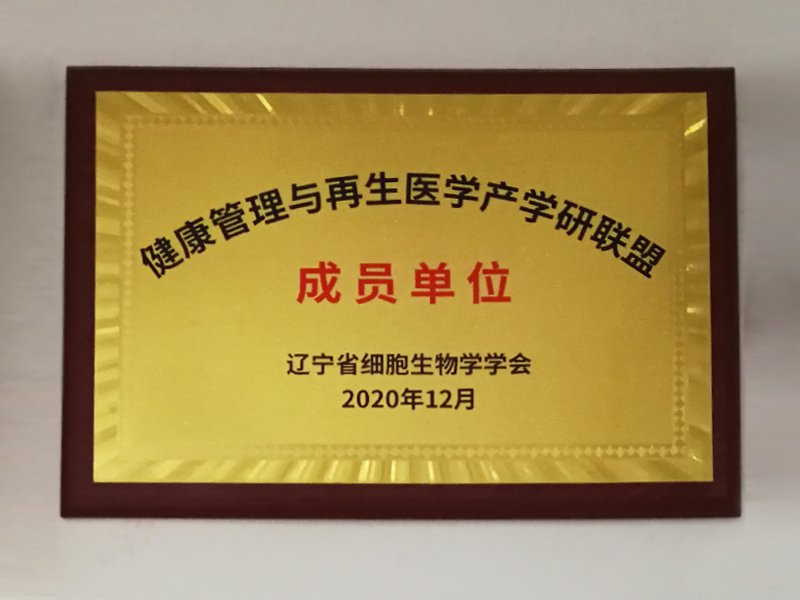 健康管理与再生医学产学研联盟
成员单位
辽宁省细胞生物学学会
2020年12月